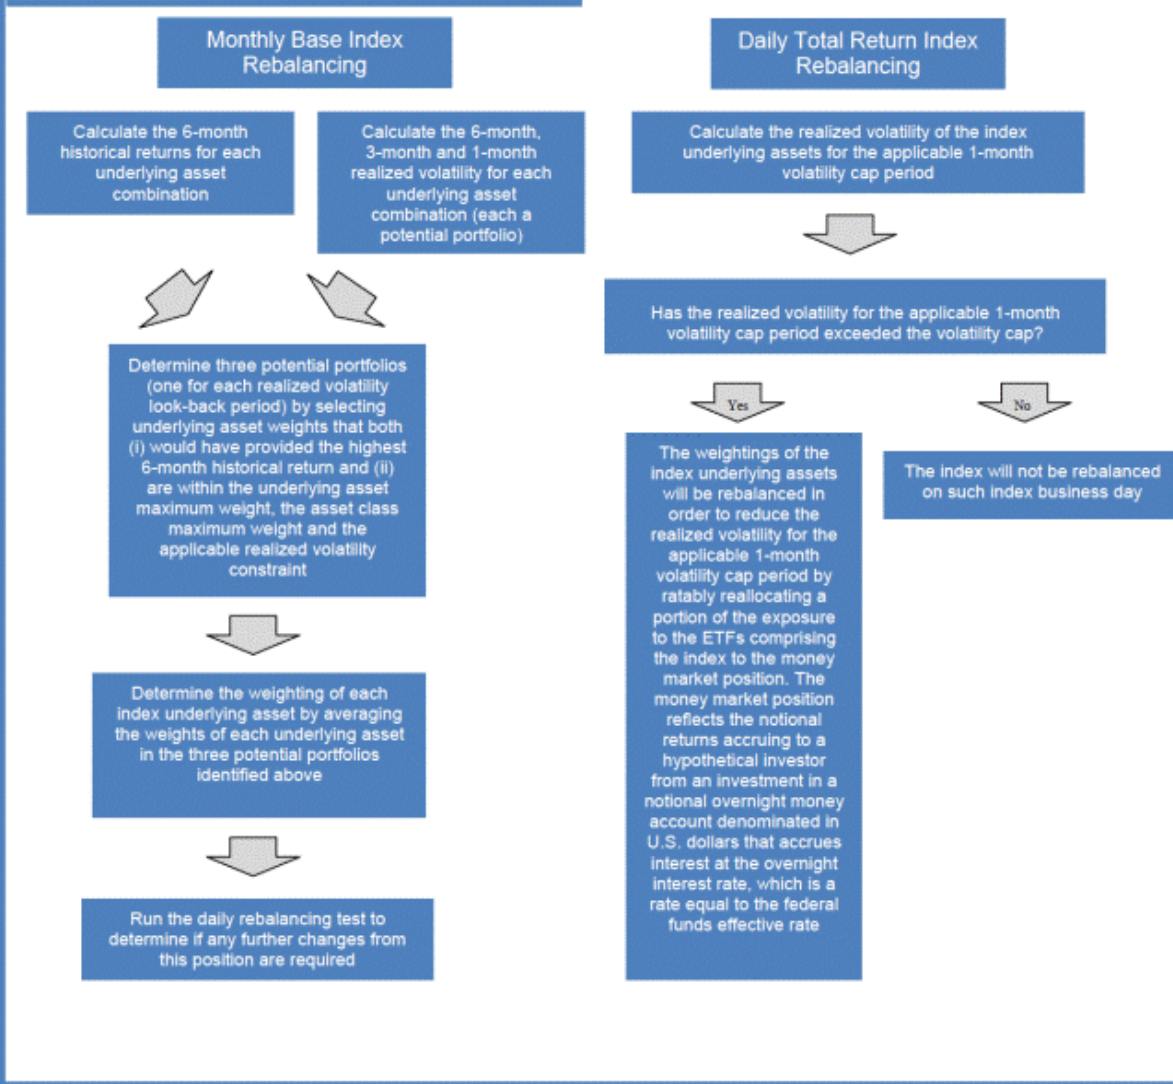 Monthly Base Index
Rebalancing
Calculate the 6-month
historical returns for each
underlying asset
combination
Calculate the 6-month,
3-month and 1-month
realized volatility for each
underlying asset
combination (each a
potential portfolio)
Determine three potential portfolios
(one for each realized volatility
look-back period) by selecting
underlying asset weights that both
(i) would have provided the highest
6-month historical return and (ii)
are within the underlying asset
maximum weight, the asset class
maximum weight and the
applicable realized volatility
constraint
Determine the weighting of each
index underlying asset by averaging
the weights of each underlying asset
in the three potential portfolios
identified above
Run the daily rebalancing test to
determine if any further changes from
this position are required
Daily Total Return Index
Rebalancing
Calculate the realized volatility of the index
underlying assets for the applicable 1-month
volatility cap period
Has the realized volatility for the applicable 1-month
volatility cap period exceeded the volatility cap?
Yes
No
The weightings of the
index underlying assets
will be rebalanced in
order to reduce the
realized volatility for the
applicable 1-month
volatility cap period by
ratably reallocating a
portion of the exposure
to the ETFs comprising
the index to the money
market position. The
money market position
reflects the notional
returns accruing to a
hypothetical investor
from an investment in a
notional overnight money
account denominated in
U.S. dollars that accrues
interest at the overnight
interest rate, which is a
rate equal to the federal
funds effective rate
The index will not be rebalanced
on such index business day